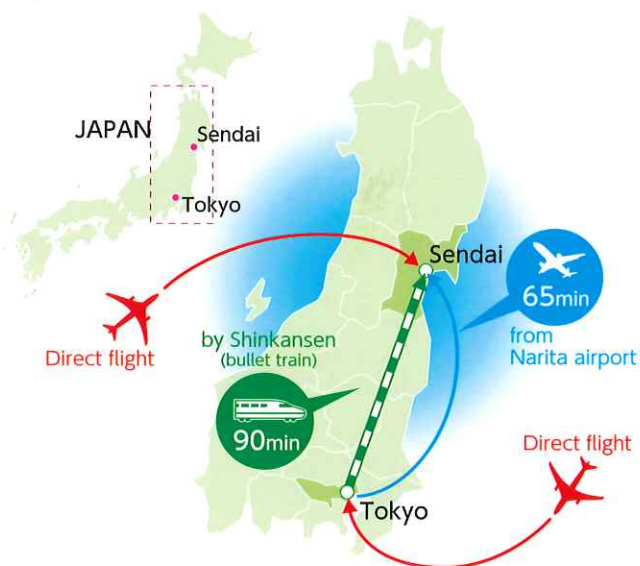 JAPAN
Sendai
Tokyo
Sendai
65min
from
Narita airport
Direct flight
by Shinkansen
(bullet train)
90min
Direct flight
Tokyo